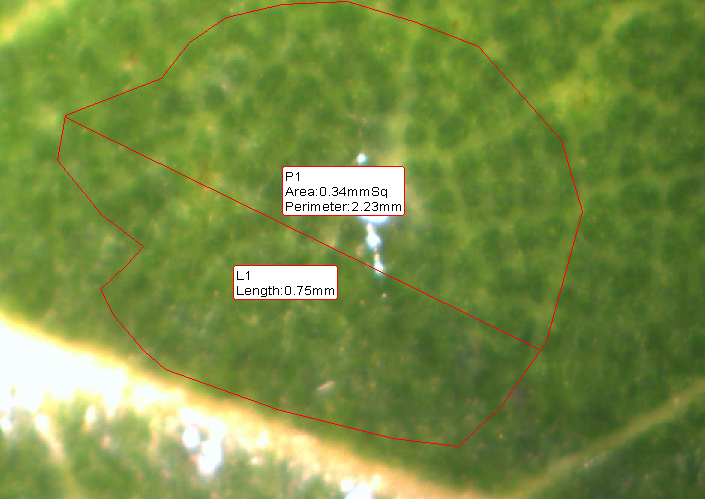 P1
Area:0.34mmSq
Perimeter:2.23mm
L1
Length:0.75mm